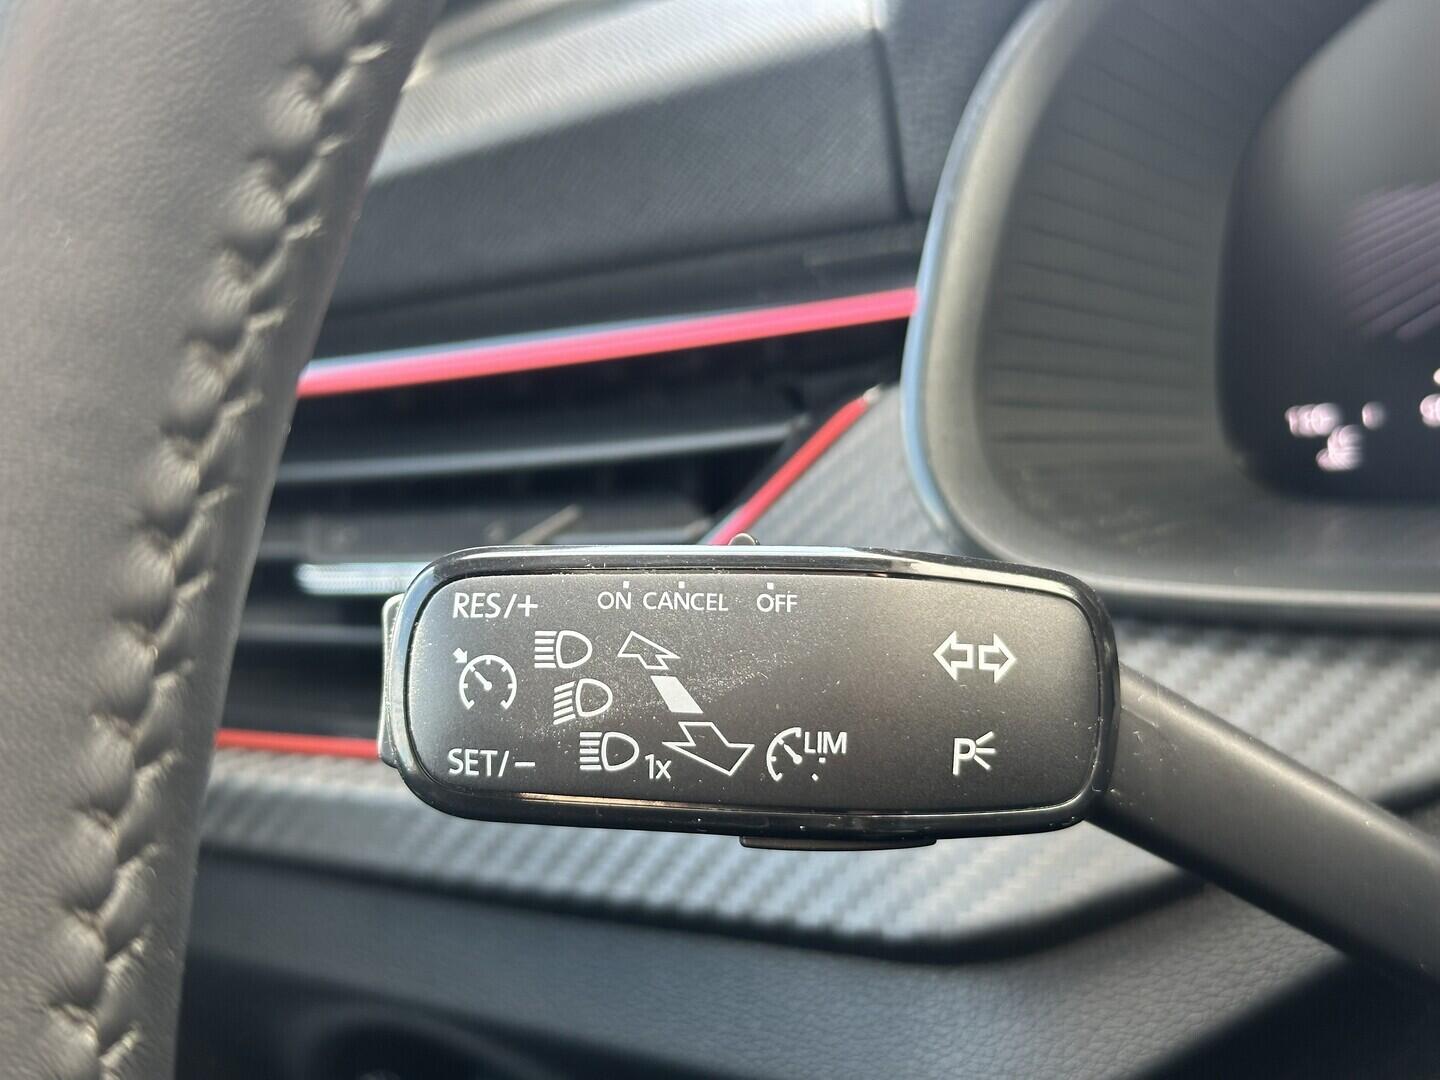 RES/+ ON CANCEL OFF
SET/- 1x LIM P